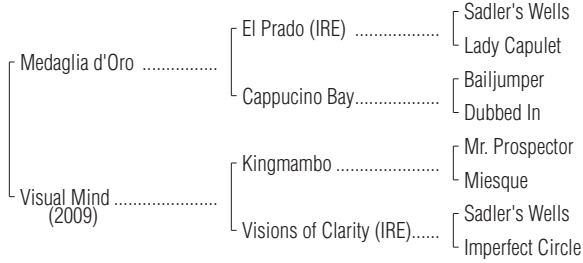 Sadler's Wells
El Prado (IRE) ..................
Lady Capulet
Medaglia d'Oro ................
Bailjumper
Cappucino Bay..................
Dubbed In
Mr. Prospector
Kingmambo ......................
Miesque
Visual Mind ......................
(2009)
Sadler's Wells
Visions of Clarity (IRE)......
Imperfect Circle